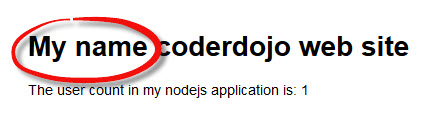 My name coderdojo web site
The user count in my nodejs application is: 1